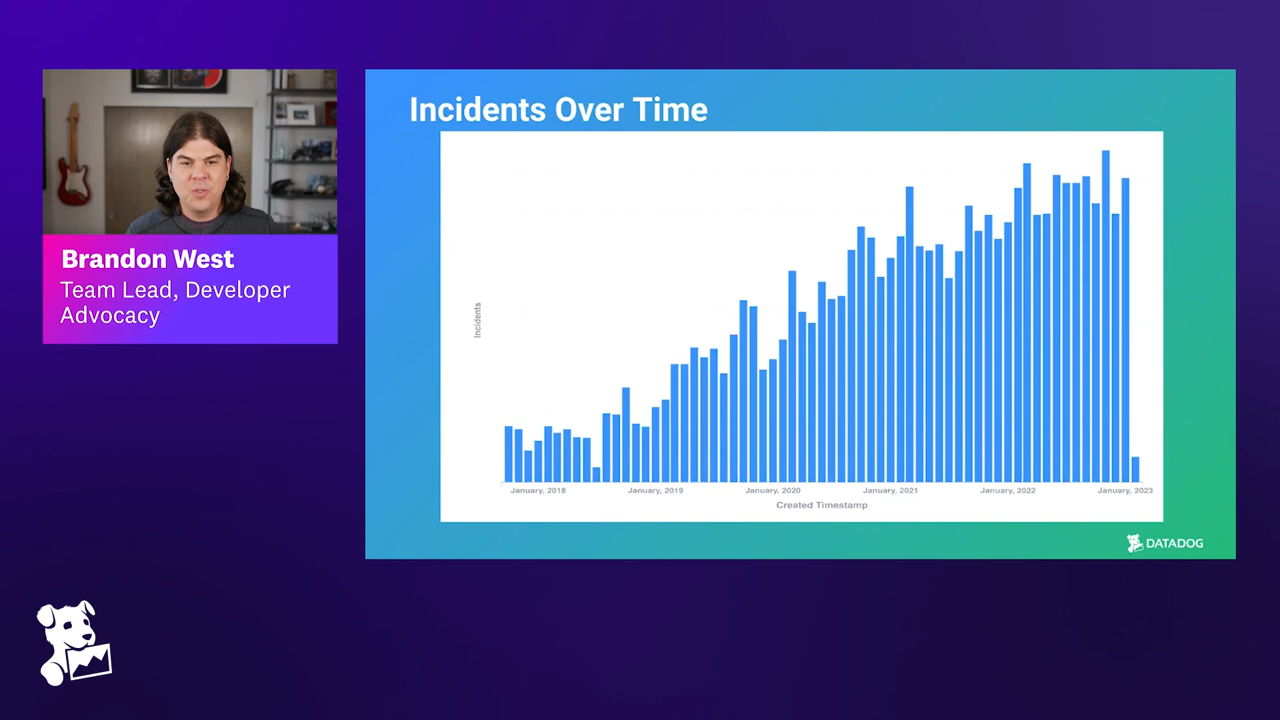 Brandon West
Team Lead, Developer
Advocacy
Incidents Over Time
Incidents
January, 2018 January, 2019 January, 2020 January, 2021 January, 2022 January, 2023
Created Timestamp
DATADOG